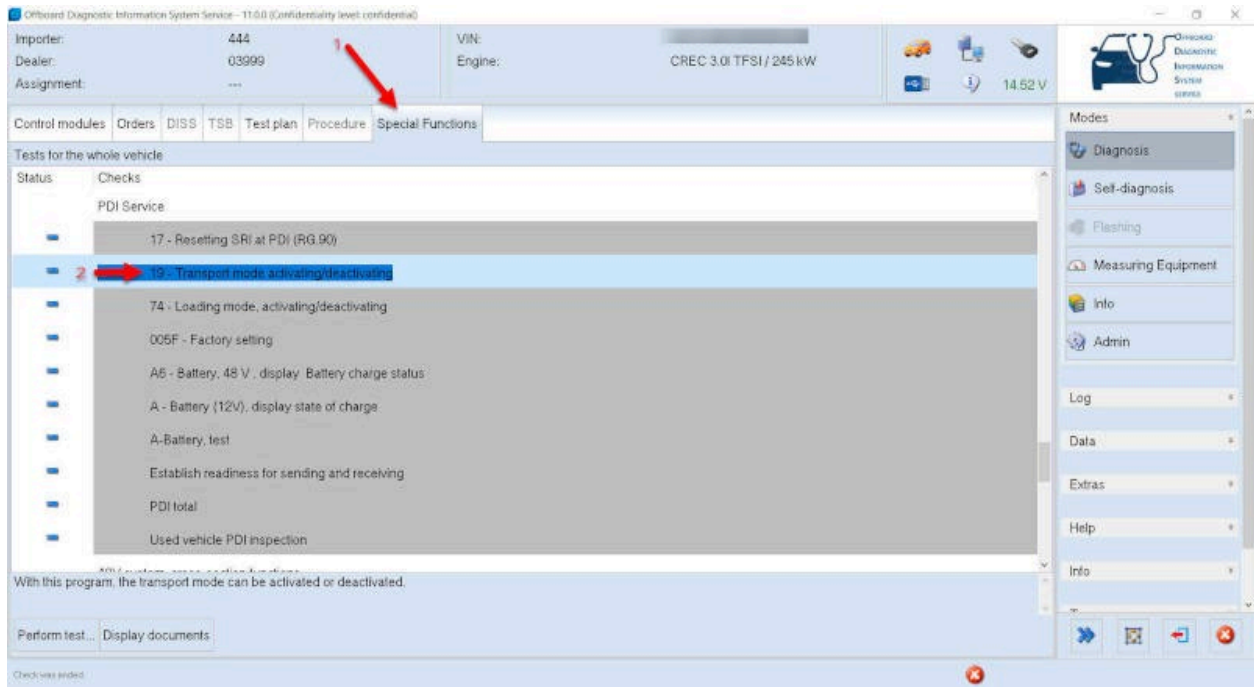 Offboard Diagnostic Information System Service - 11.0.0 (Confidentiality level: confidential)
Importer: 444 VIN:
Dealer: 03999 Engine: CREC 3.0l TFSI / 245 kW
Assignment: ---
14.52 V
OFFBOARD
DIAGNOSTIC
INFORMATION
SYSTEM
SERVICE
1
Control modules Orders DISS TSB Test plan Procedure Special Functions
Tests for the whole vehicle
Status Checks
PDI Service
17 - Resetting SRI at PDI (RG.90)
2 19 - Transport mode activating/deactivating
74 - Loading mode, activating/deactivating
005F - Factory setting
A6 - Battery, 48 V , display Battery charge status
A - Battery (12V), display state of charge
A-Battery, test
Establish readiness for sending and receiving
PDI total
Used vehicle PDI inspection
With this program, the transport mode can be activated or deactivated.
Perform test... Display documents
Check was ended.
Modes
Diagnosis
Self-diagnosis
Flashing
Measuring Equipment
Info
Admin
Log
Data
Extras
Help
Info